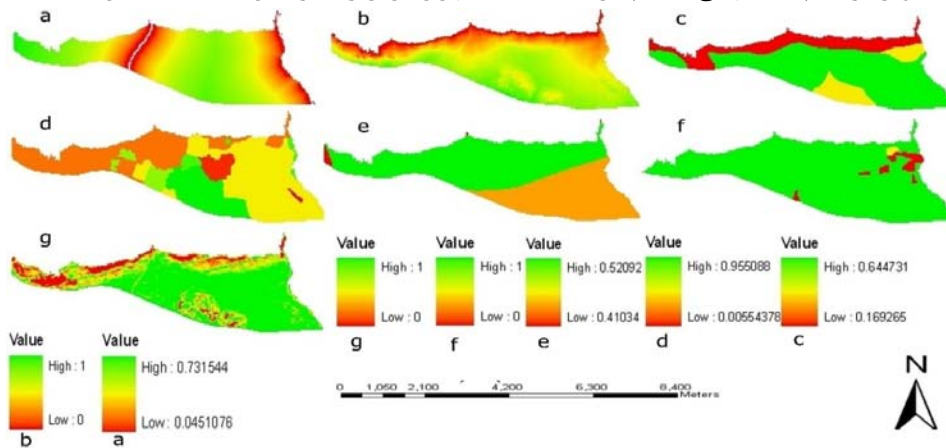 a
b
c
d
e
f
g
Value
High : 1
Low : 0
g
Value
High : 1
Low : 0
f
Value
High : 0.52092
Low : 0.41034
e
Value
High : 0.955088
Low : 0.00554378
d
Value
High : 0.644731
Low : 0.169265
c
Value
High : 1
Low : 0
b
Value
High : 0.731544
Low : 0.0451076
a
0 1,050 2,100 4,200 6,300 8,400
Meters
N